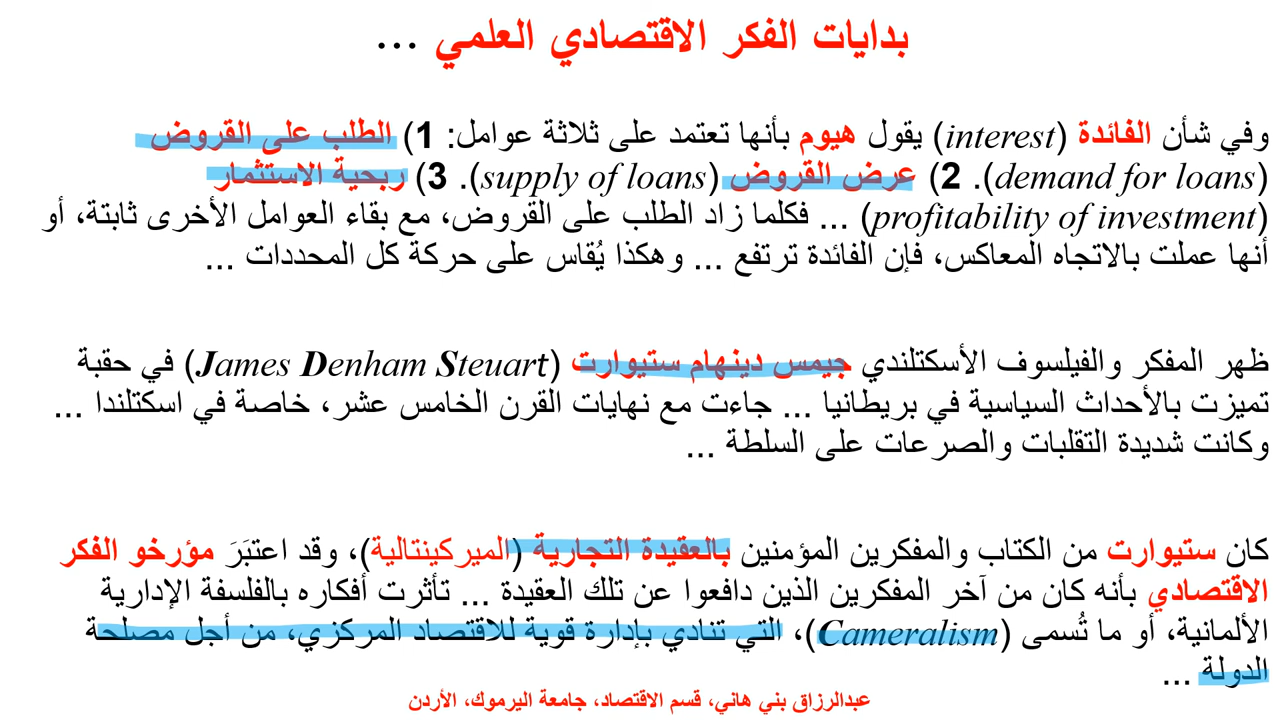 بدايات الفكر الاقتصادي العلمي ...
وفي شأن الفائدة (interest) يقول هيوم بأنها تعتمد على ثلاثة عوامل: 1) الطلب على القروض
(demand for loans). 2) عرض القروض (supply of loans). 3) ربحية الاستثمار
(profitability of investment) ... فكلما زاد الطلب على القروض، مع بقاء العوامل الأخرى ثابتة، أو
أنها عملت بالاتجاه المعاكس، فإن الفائدة ترتفع ... وهكذا يُقاس على حركة كل المحددات ...
ظهر المفكر والفيلسوف الأسكتلندي جيمس دينهام ستيوارت (James Denham Steuart) في حقبة
تميزت بالأحداث السياسية في بريطانيا ... جاءت مع نهايات القرن الخامس عشر، خاصة في اسكتلندا ...
وكانت شديدة التقلبات والصرعات على السلطة ...
كان ستيوارت من الكتاب والمفكرين المؤمنين بالعقيدة التجارية (الميركينتالية)، وقد اعتبَرَ مؤرخو الفكر
الاقتصادي بأنه كان من آخر المفكرين الذين دافعوا عن تلك العقيدة ... تأثرت أفكاره بالفلسفة الإدارية
الألمانية، أو ما تُسمى (Cameralism)، التي تنادي بإدارة قوية للاقتصاد المركزي، من أجل مصلحة
الدولة ...
عبدالرزاق بني هاني، قسم الاقتصاد، جامعة اليرموك، الأردن